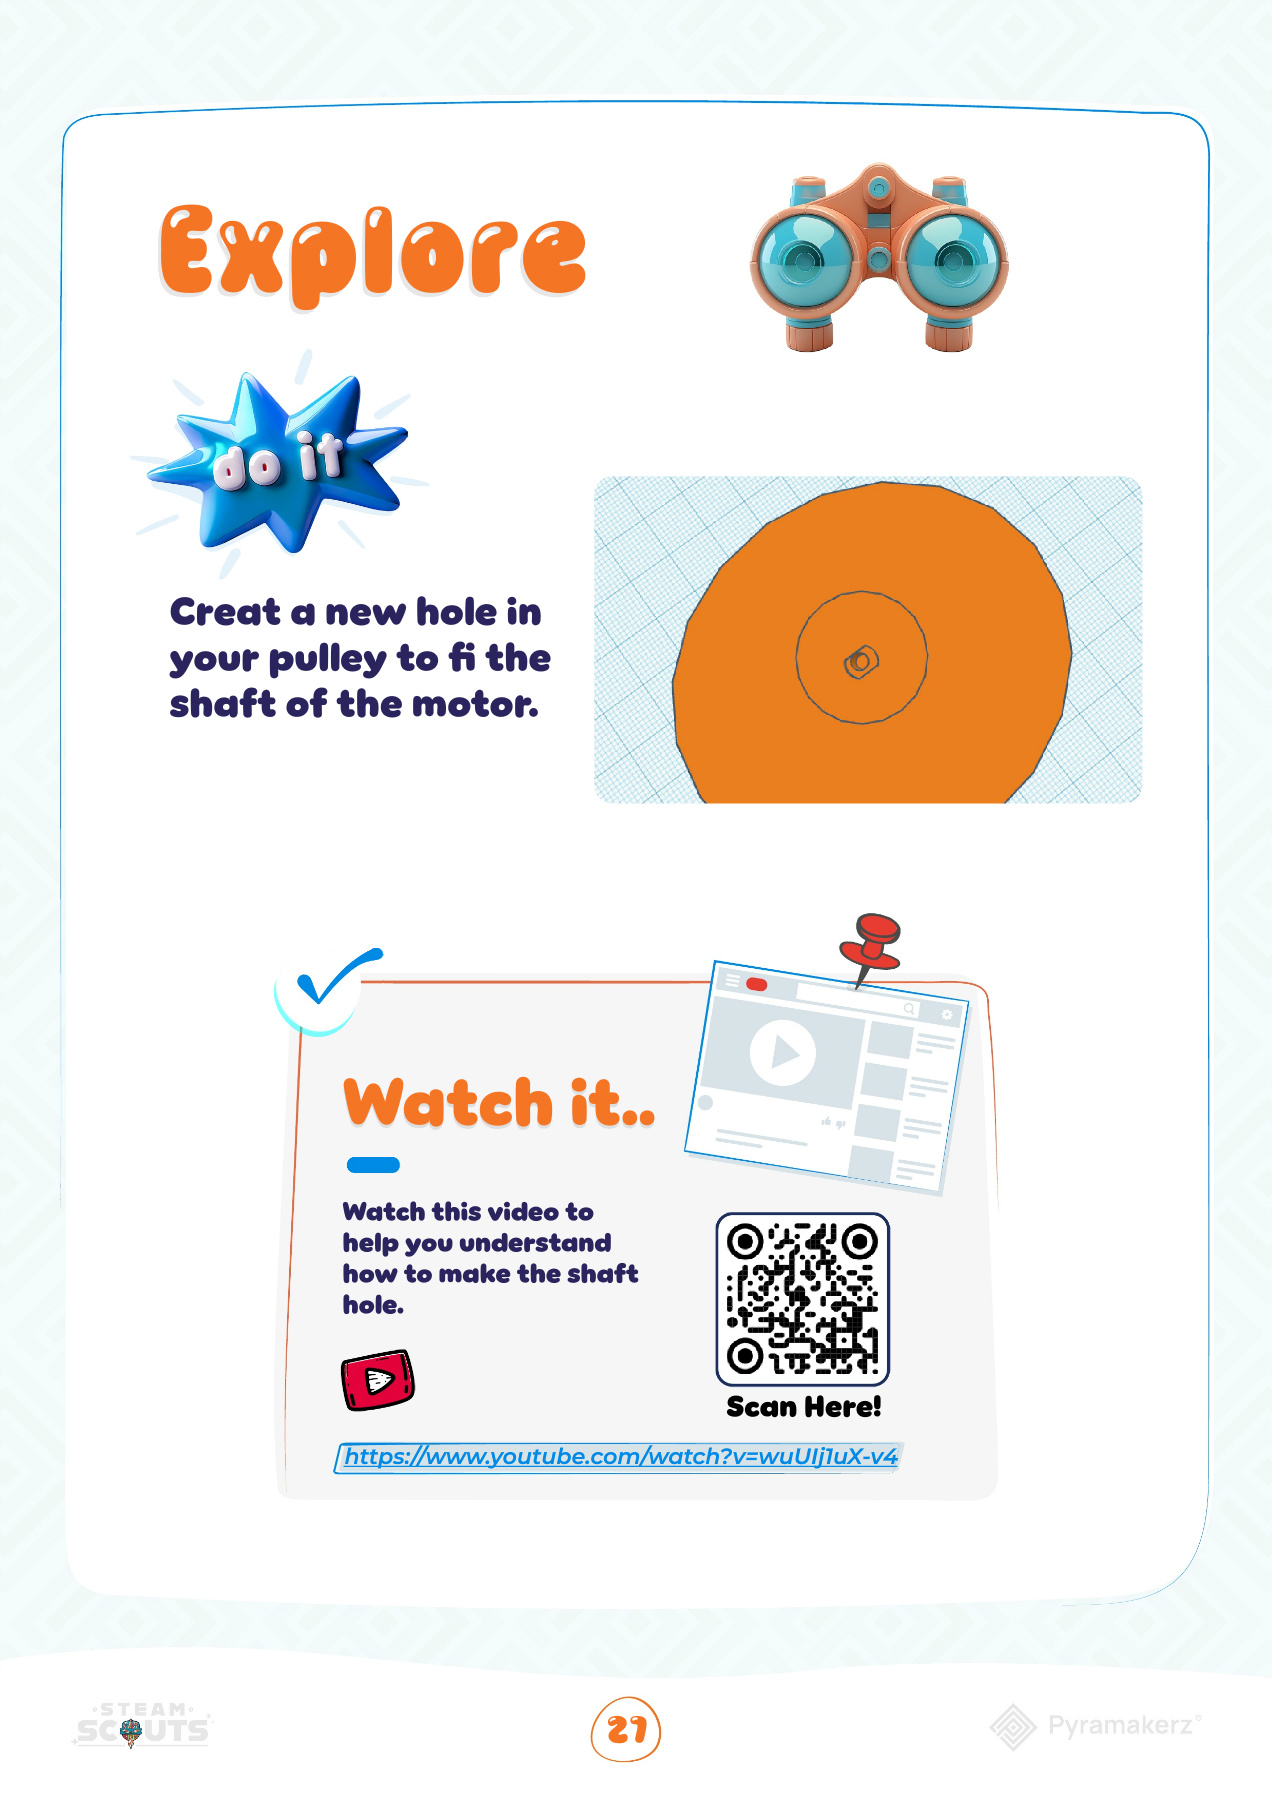 Explore
do it
Creat a new hole in
your pulley to fi the
shaft of the motor.
Watch it..
Watch this video to
help you understand
how to make the shaft
hole.
Scan Here!
https://www.youtube.com/watch?v=wuUIj1uX-v4
STEAM
SCOUTS
27
Pyramakerz